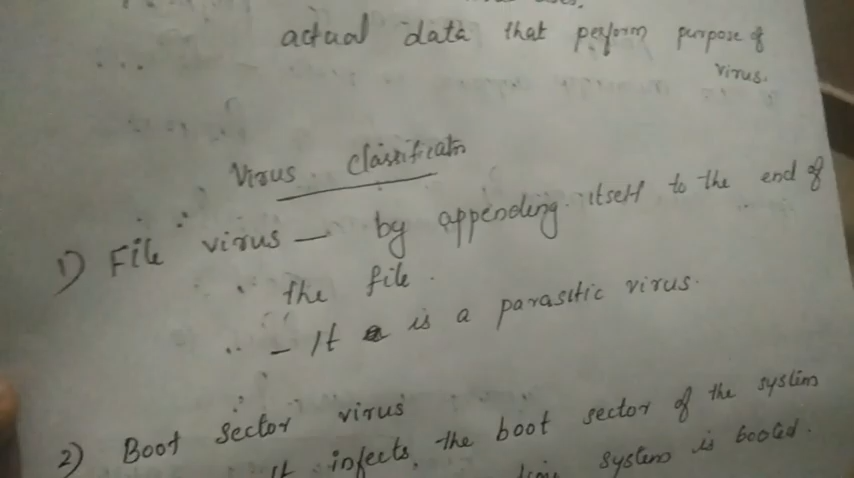 actual data that perform purpose of
virus.
Virus Classificatn
1) File virus — by appending itself to the end of
the file.
- It is a parasitic virus.
2) Boot Sector virus
It infects, the boot sector of the system
time system is booted.